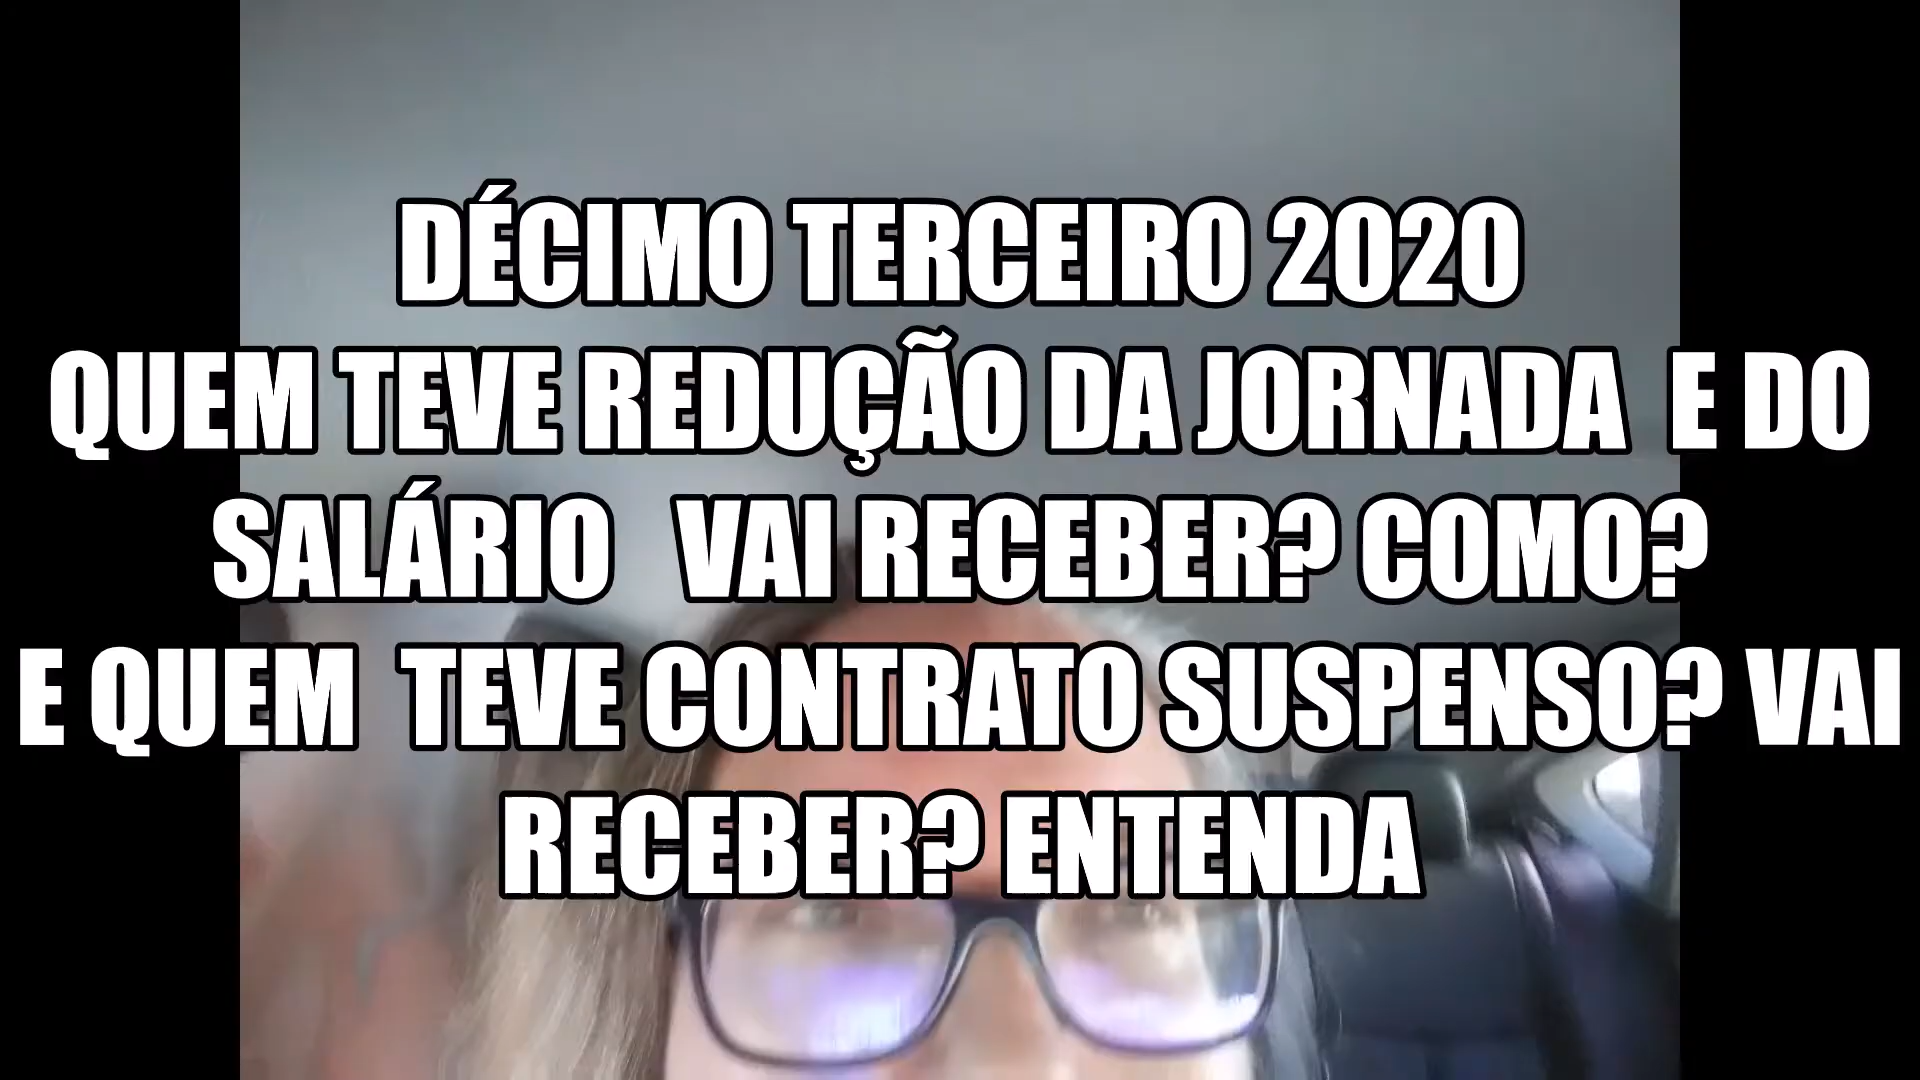 DÉCIMO TERCEIRO 2020
QUEM TEVE REDUÇÃO DA JORNADA E DO
SALÁRIO VAI RECEBER? COMO?
E QUEM TEVE CONTRATO SUSPENSO? VAI
RECEBER? ENTENDA